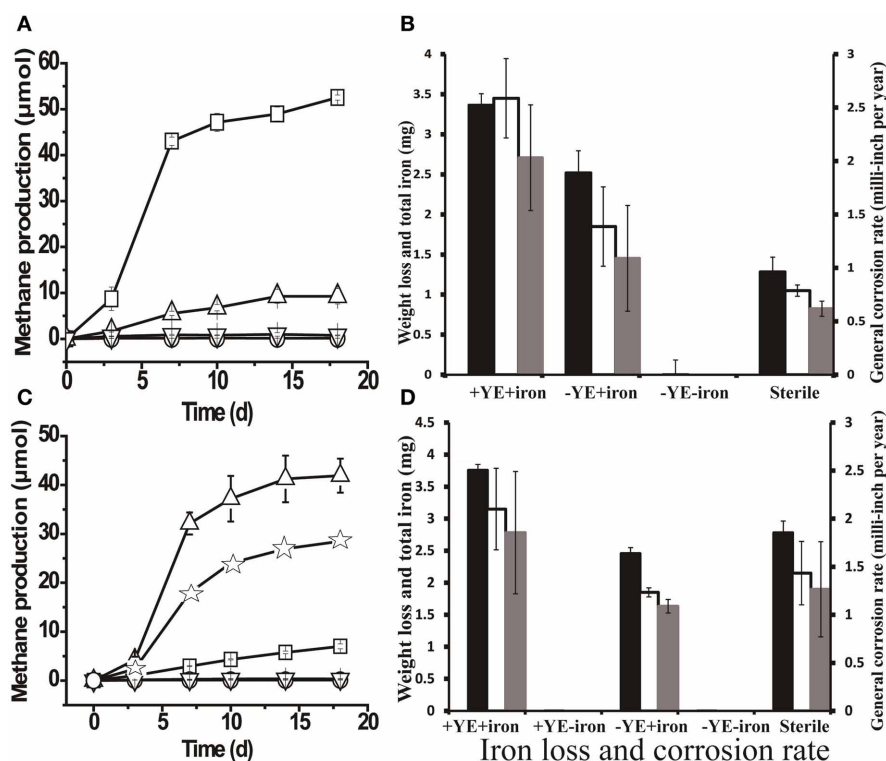 A
Methane production (µmol)
60
50
40
30
20
10
0
0
5
10
15
20
Time (d)
B
Weight loss and total iron (mg)
4
3.5
3
2.5
2
1.5
1
0.5
0
+YE+iron
-YE+iron
-YE-iron
Sterile
3
2.5
2
1.5
1
0.5
0
General corrosion rate (milli-inch per year)
C
Methane production (µmol)
50
40
30
20
10
0
0
5
10
15
20
Time (d)
D
Weight loss and total iron (mg)
4.5
4
3.5
3
2.5
2
1.5
1
0.5
0
+YE+iron
+YE-iron
-YE+iron
-YE-iron
Sterile
3
2.5
2
1.5
1
0.5
0
General corrosion rate (milli-inch per year)
Iron loss and corrosion rate